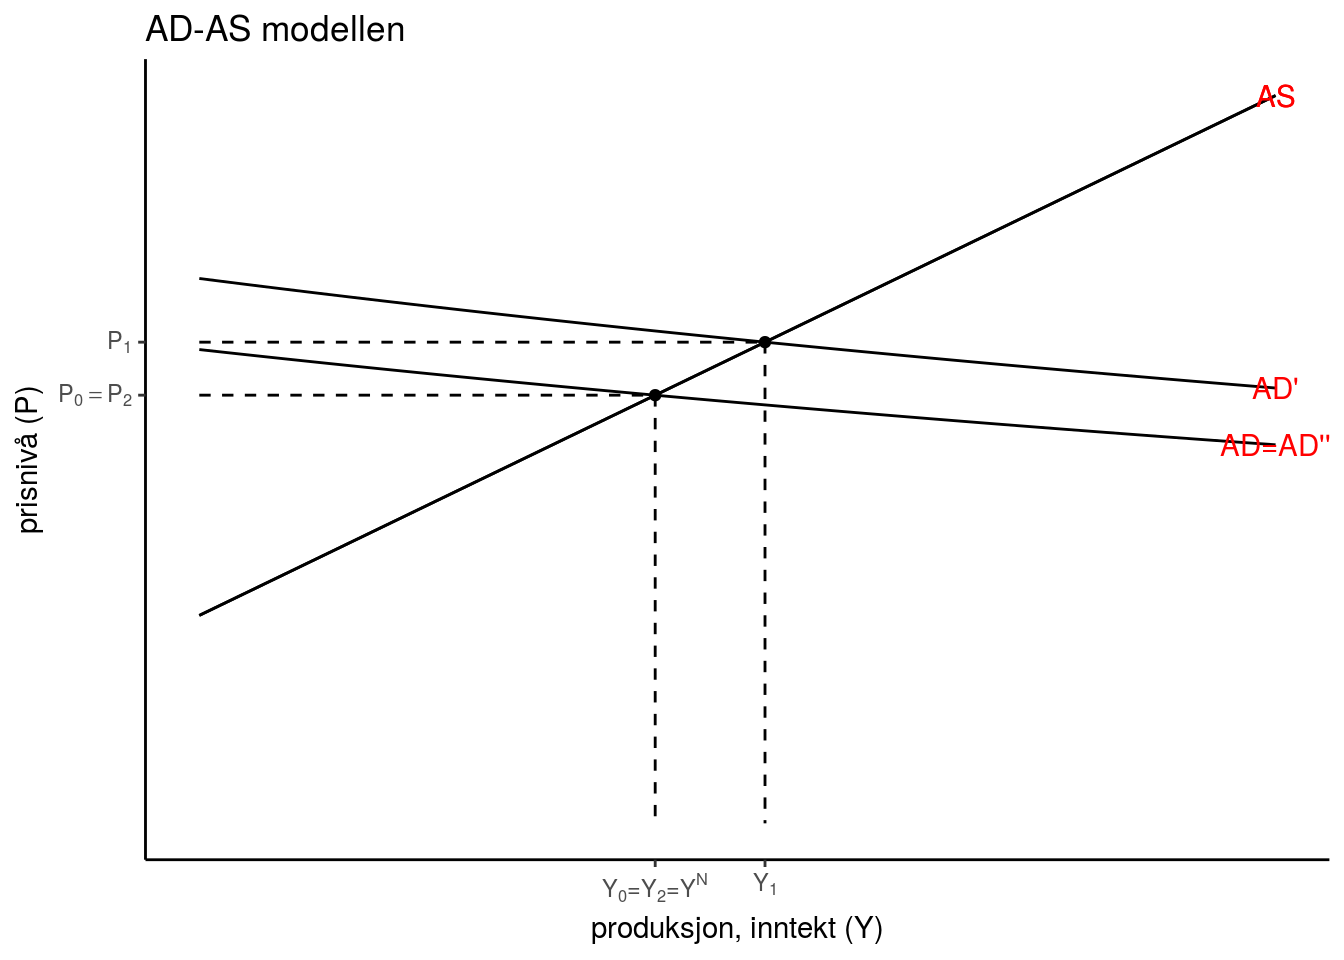 AD-AS modellen
AS
P₁
P₀ = P₂
AD'
AD=AD''
prisnivå (P)
Y₀=Y₂=Yᴺ
Y₁
produksjon, inntekt (Y)